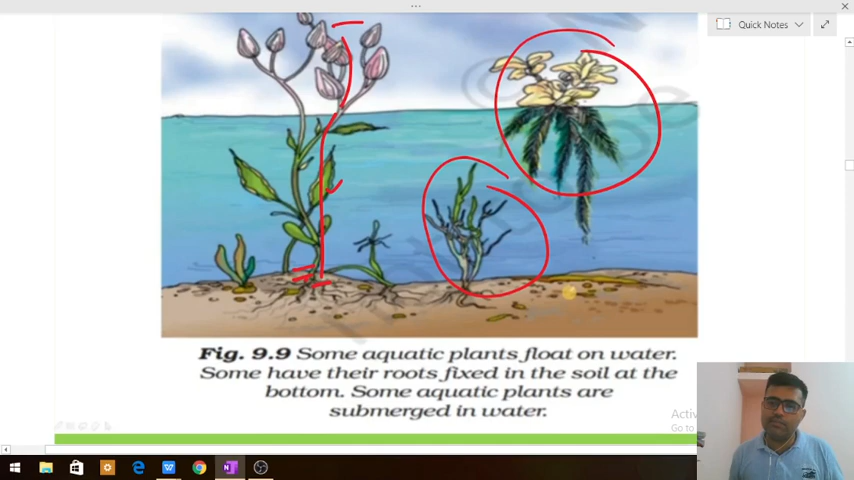 Quick Notes
Fig. 9.9 Some aquatic plants float on water.
Some have their roots fixed in the soil at the
bottom. Some aquatic plants are
submerged in water.
Activ
Go to